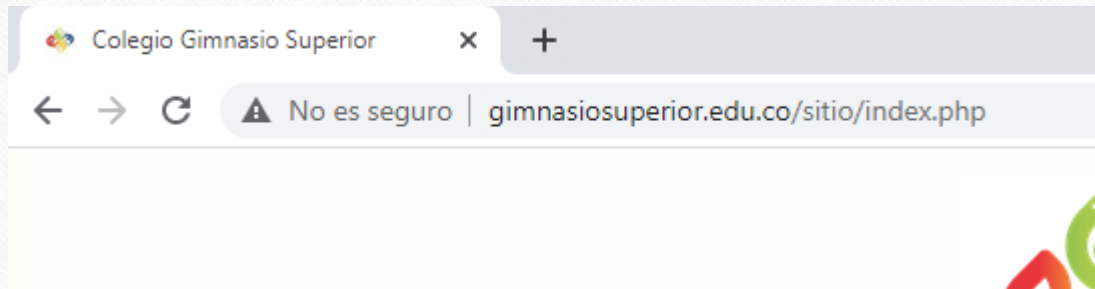 Colegio Gimnasio Superior
No es seguro | gimnasiosuperior.edu.co/sitio/index.php